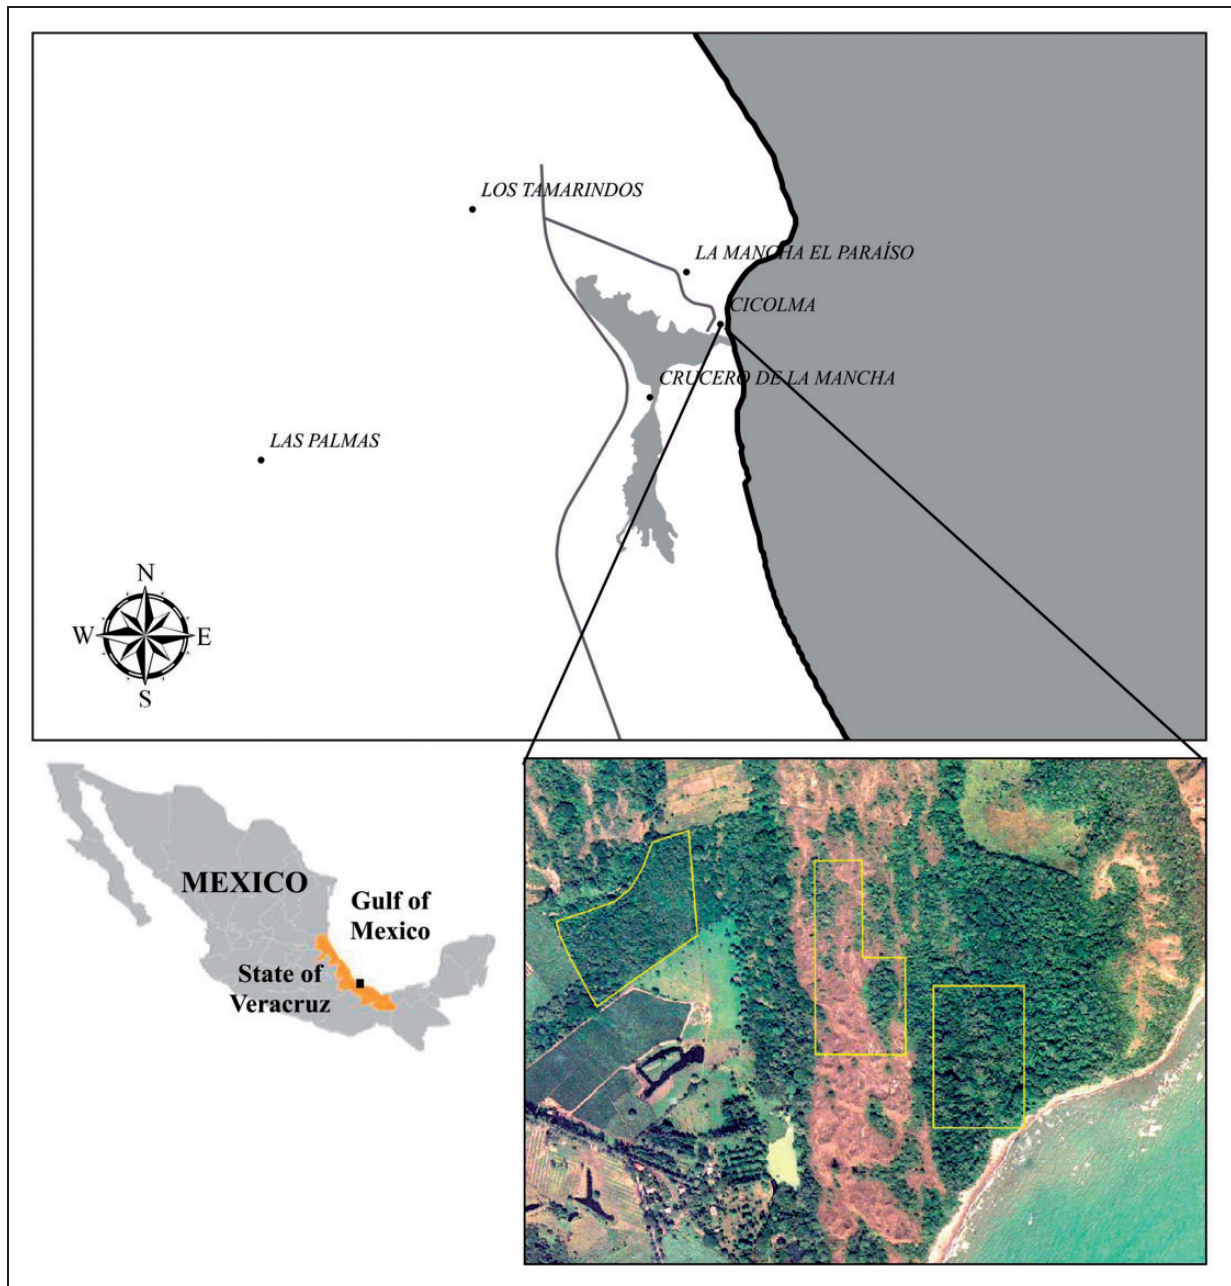 LOS TAMARINDOS
LA MANCHA EL PARAÍSO
CICOLMA
CRUCERO DE LA MANCHA
LAS PALMAS
N
W
E
S
MEXICO
Gulf of
Mexico
State of
Veracruz